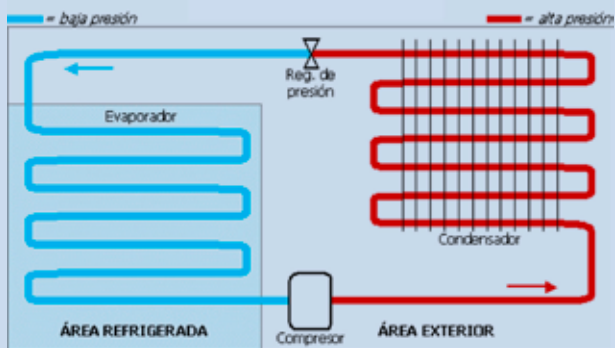 = baja presión
= alta presión
Reg. de
presión
Evaporador
Condensador
ÁREA REFRIGERADA
Compresor
ÁREA EXTERIOR